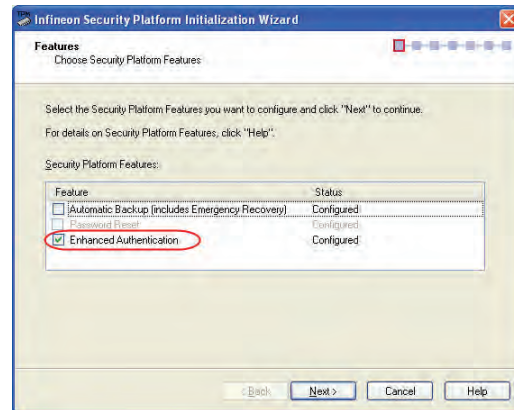 Infineon Security Platform Initialization Wizard
Features
Choose Security Platform Features
Select the Security Platform Features you want to configure and click "Next" to continue.
For details on Security Platform Features, click "Help".
Security Platform Features:
Feature Status
Automatic Backup (includes Emergency Recovery) Configured
Password Reset Configured
Enhanced Authentication Configured
< Back Next > Cancel Help